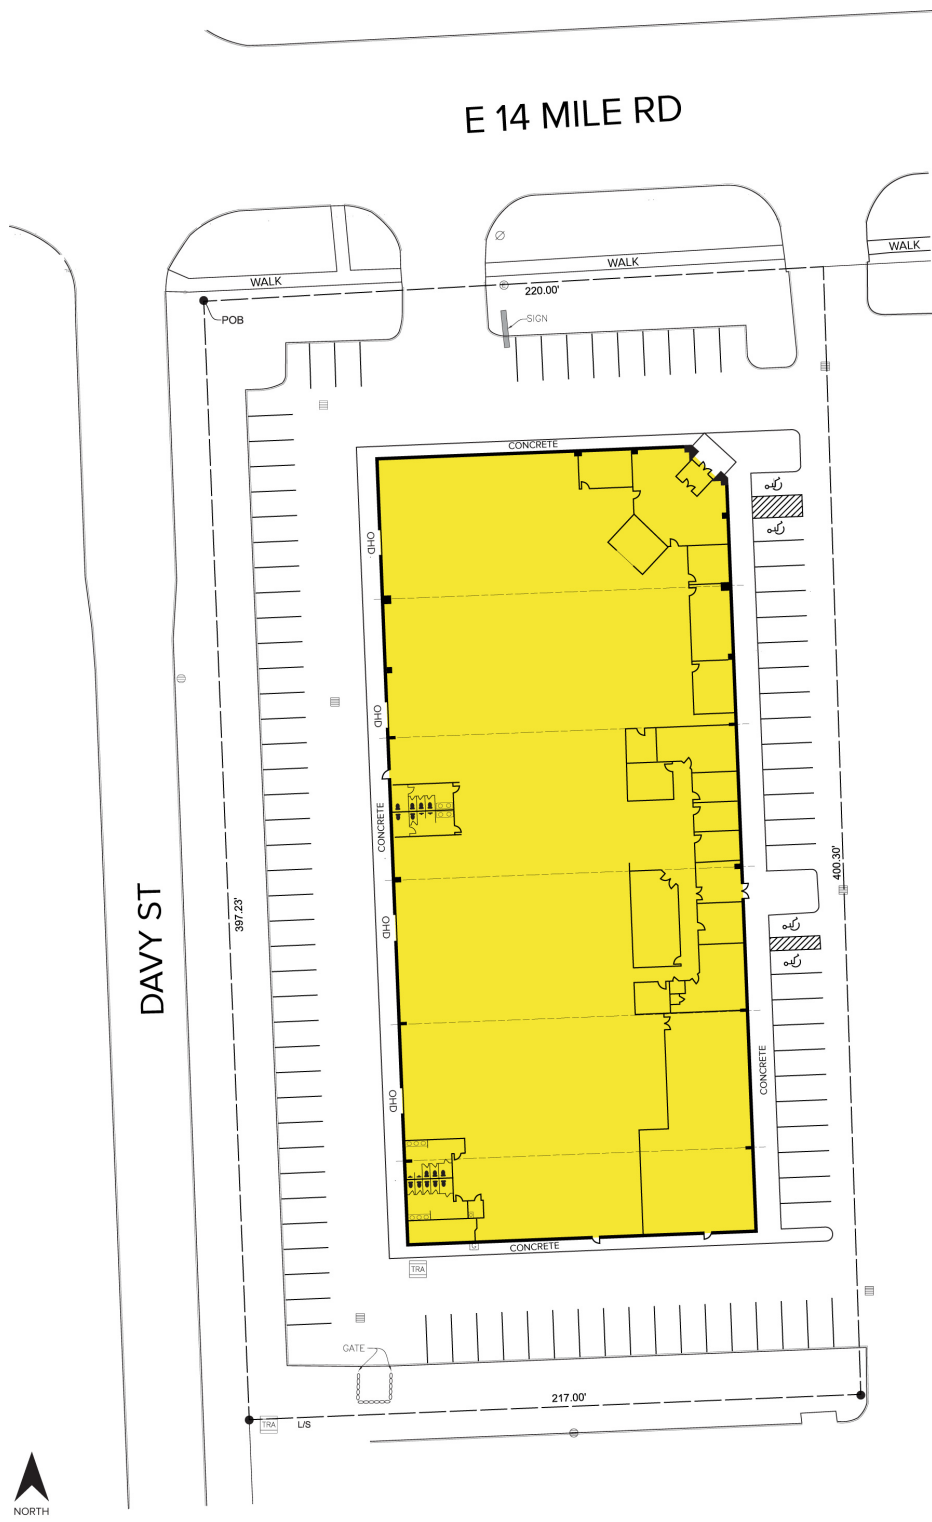 E 14 MILE RD
WALK
WALK
WALK
220.00'
POB
SIGN
CONCRETE
OHD
OHD
CONCRETE
400.30'
DAVY ST
397.23'
OHD
CONCRETE
OHD
CONCRETE
TRA
GATE
217.00'
TRA
L/S
NORTH